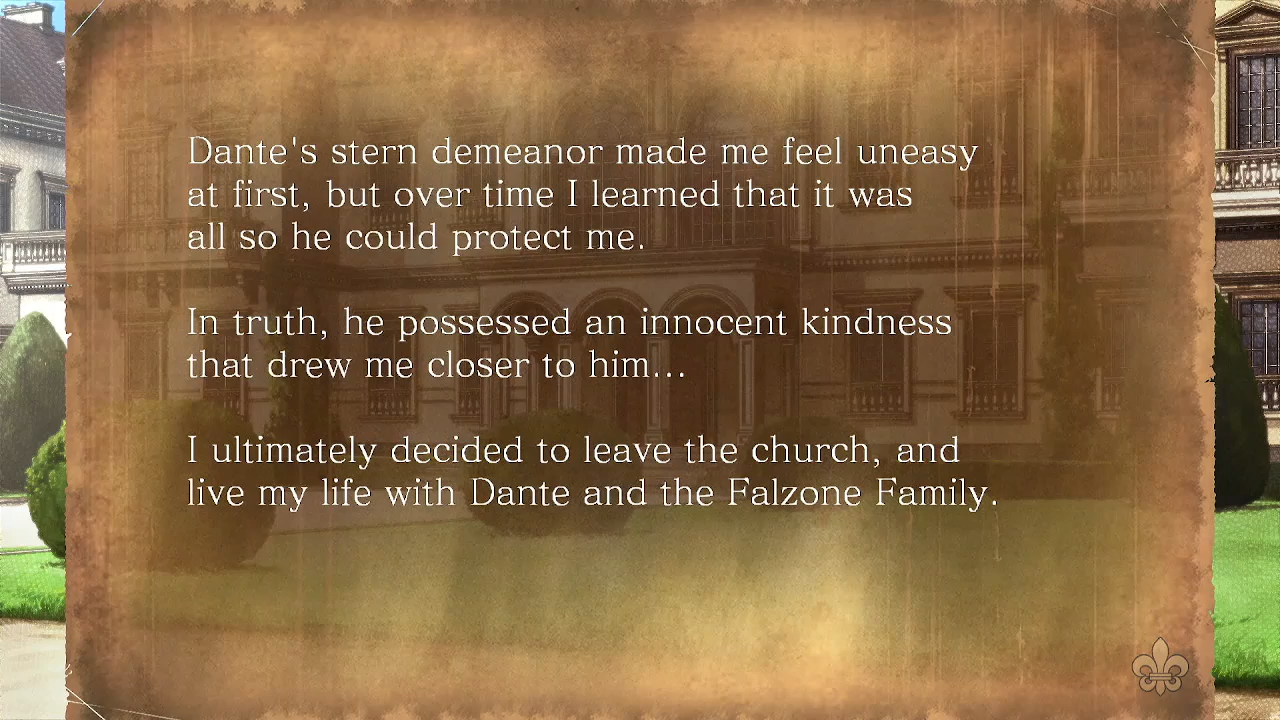 Dante's stern demeanor made me feel uneasy
at first, but over time I learned that it was
all so he could protect me.
In truth, he possessed an innocent kindness
that drew me closer to him...
I ultimately decided to leave the church, and
live my life with Dante and the Falzone Family.